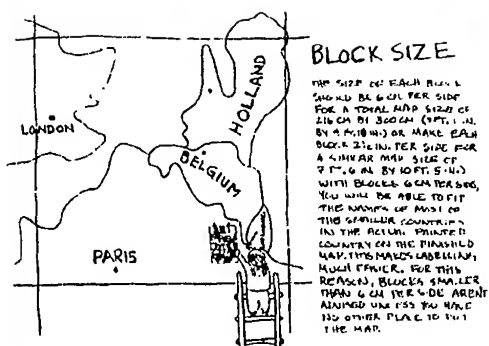 BLOCK SIZE
THE SIZE OF EACH BLOCK
SHOULD BE 6 CM PER SIDE
FOR A TOTAL MAP SIZE OF
216 CM BY 300 CM (7 FT. 1 IN.
BY 9 FT. 10 IN.) OR MAKE EACH
BLOCK 2½ IN. PER SIDE FOR
A SIMILAR MAP SIZE OF
7 FT. 6 IN. BY 10 FT. 5 IN.)
WITH BLOCKS 6 CM PER SIDE,
YOU WILL BE ABLE TO FIT
THE NAMES OF MOST OF
THE SMALLER COUNTRIES
IN THE ACTUAL PAINTED
COUNTRY ON THE FINISHED
MAP. THIS MAKES LABELLING
MUCH EASIER. FOR THIS
REASON, BLOCKS SMALLER
THAN 6 CM PER SIDE ARENT
ADVISED UNLESS YOU HAVE
NO OTHER PLACE TO PUT
THE MAP.
LONDON
HOLLAND
BELGIUM
PARIS